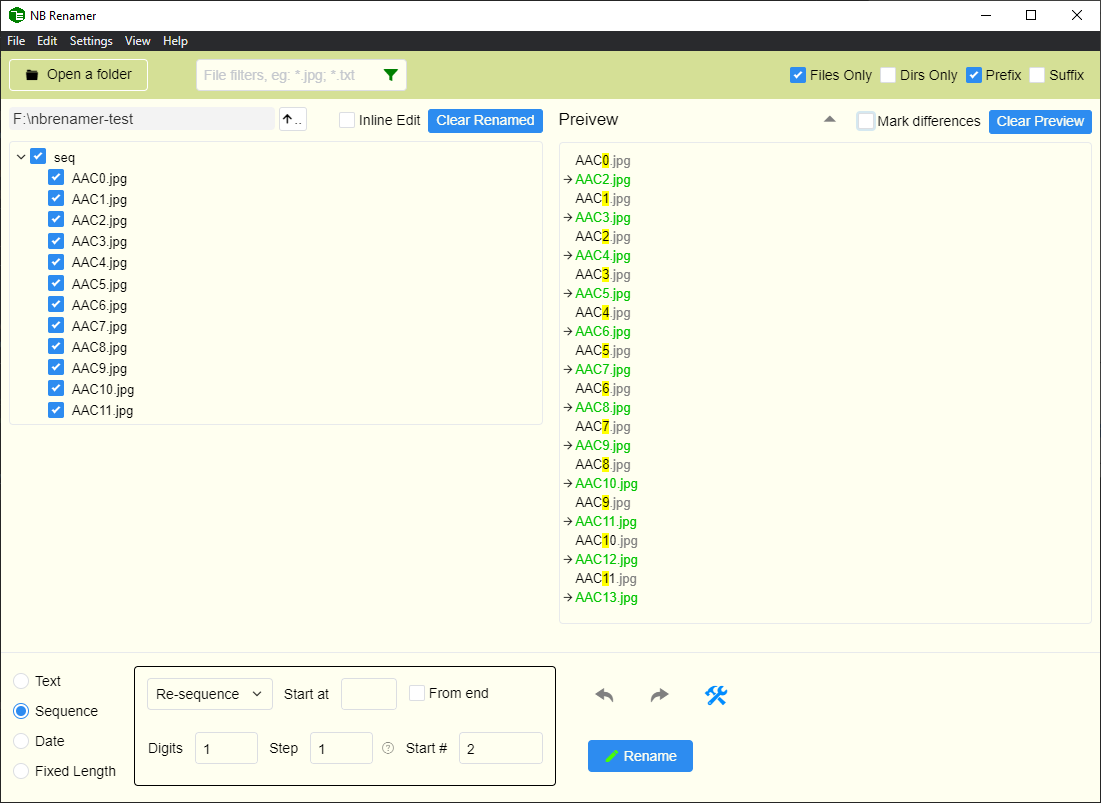 NB Renamer
File Edit Settings View Help
Open a folder File filters, eg: *.jpg; *.txt Files Only Dirs Only Prefix Suffix
F:\nbrenamer-test .. Inline Edit Clear Renamed
seq
AAC0.jpg
AAC1.jpg
AAC2.jpg
AAC3.jpg
AAC4.jpg
AAC5.jpg
AAC6.jpg
AAC7.jpg
AAC8.jpg
AAC9.jpg
AAC10.jpg
AAC11.jpg
Preivew Mark differences Clear Preview
AAC0.jpg
→AAC2.jpg
AAC1.jpg
→AAC3.jpg
AAC2.jpg
→AAC4.jpg
AAC3.jpg
→AAC5.jpg
AAC4.jpg
→AAC6.jpg
AAC5.jpg
→AAC7.jpg
AAC6.jpg
→AAC8.jpg
AAC7.jpg
→AAC9.jpg
AAC8.jpg
→AAC10.jpg
AAC9.jpg
→AAC11.jpg
AAC10.jpg
→AAC12.jpg
AAC11.jpg
→AAC13.jpg
Text
Sequence
Date
Fixed Length
Re-sequence Start at From end
Digits 1 Step 1 ? Start # 2
Rename